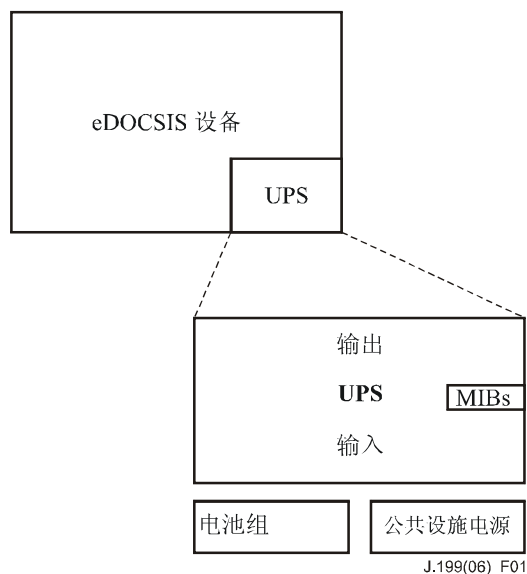 eDOCSIS 设备
UPS
输出
UPS
MIBs
输入
电池组
公共设施电源
J.199(06)_F01